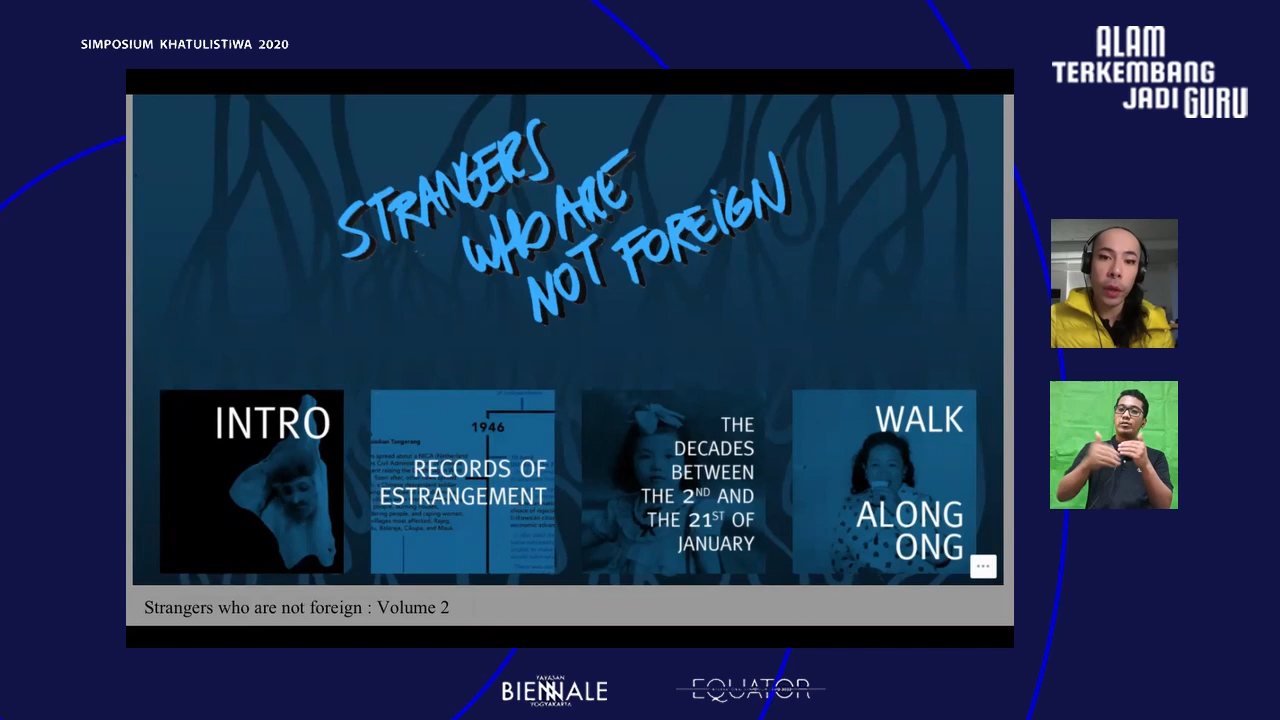 SIMPOSIUM KHATULISTIWA 2020
ALAM
TERKEMBANG
JADI GURU
STRANGERS
WHO ARE
NOT FOREIGN
INTRO
1946
RECORDS OF
ESTRANGEMENT
THE
DECADES
BETWEEN
THE 2ND AND
THE 21ST OF
JANUARY
WALK
ALONG
ONG
Strangers who are not foreign : Volume 2
YAYASAN
BIENNALE
YOGYAKARTA
EQUATOR